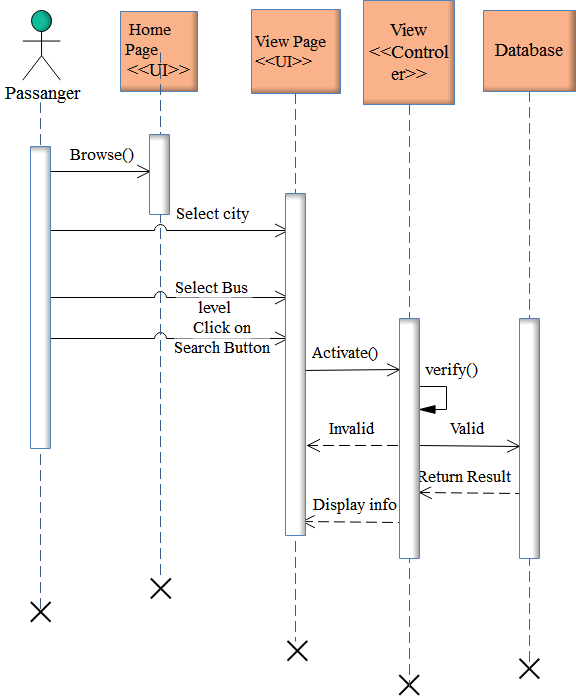 Home
Page
<<UI>>
View Page
<<UI>>
View
<<Control
er>>
Database
Passanger
Browse()
Select city
Select Bus
level
Click on
Search Button
Activate()
verify()
Invalid
Valid
Return Result
Display info